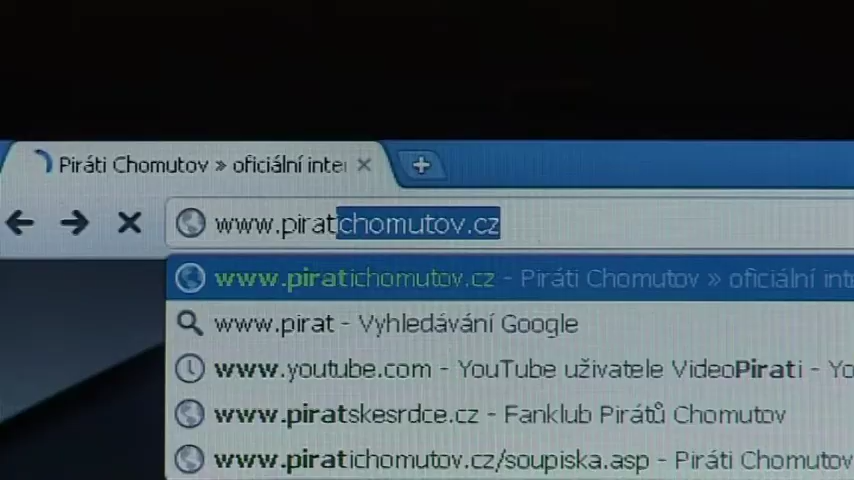 Piráti Chomutov » oficiální inte
www.piratichomutov.cz
www.piratichomutov.cz - Piráti Chomutov » oficiální inte
www.pirat - Vyhledávání Google
www.youtube.com - YouTube uživatele VideoPirati - Yo
www.piratskesrdce.cz - Fanklub Pirátů Chomutov
www.piratichomutov.cz/soupiska.asp - Piráti Chomutov